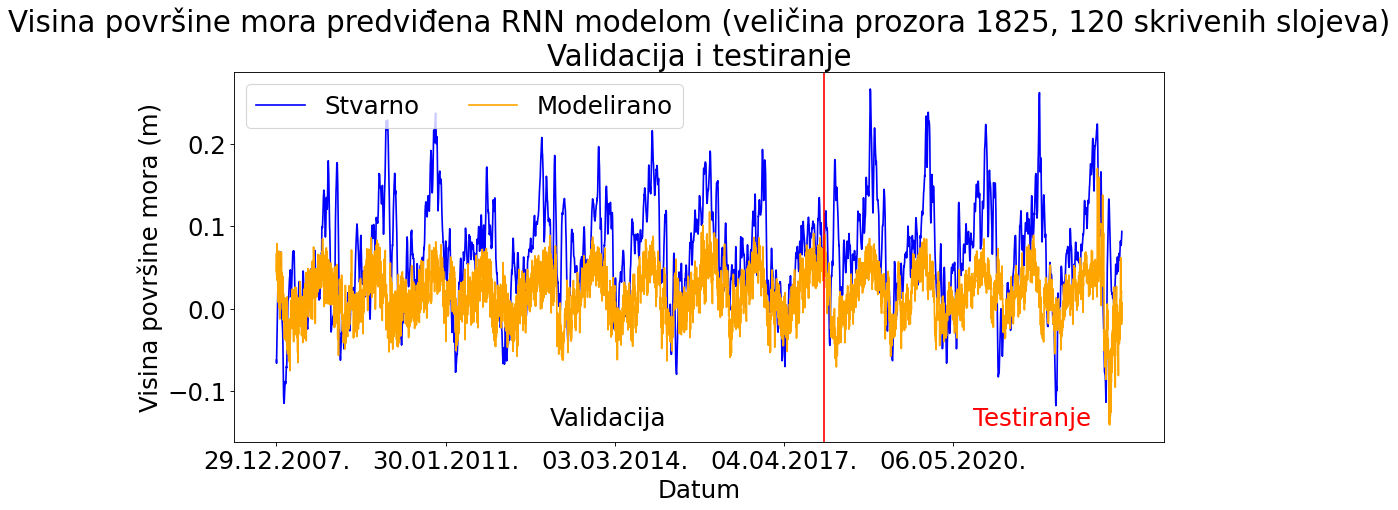 Visina površine mora predviđena RNN modelom (veličina prozora 1825, 120 skrivenih slojeva)
Validacija i testiranje
Stvarno
Modelirano
Visina površine mora (m)
0.2
0.1
0.0
−0.1
Validacija
Testiranje
29.12.2007.
30.01.2011.
03.03.2014.
04.04.2017.
06.05.2020.
Datum